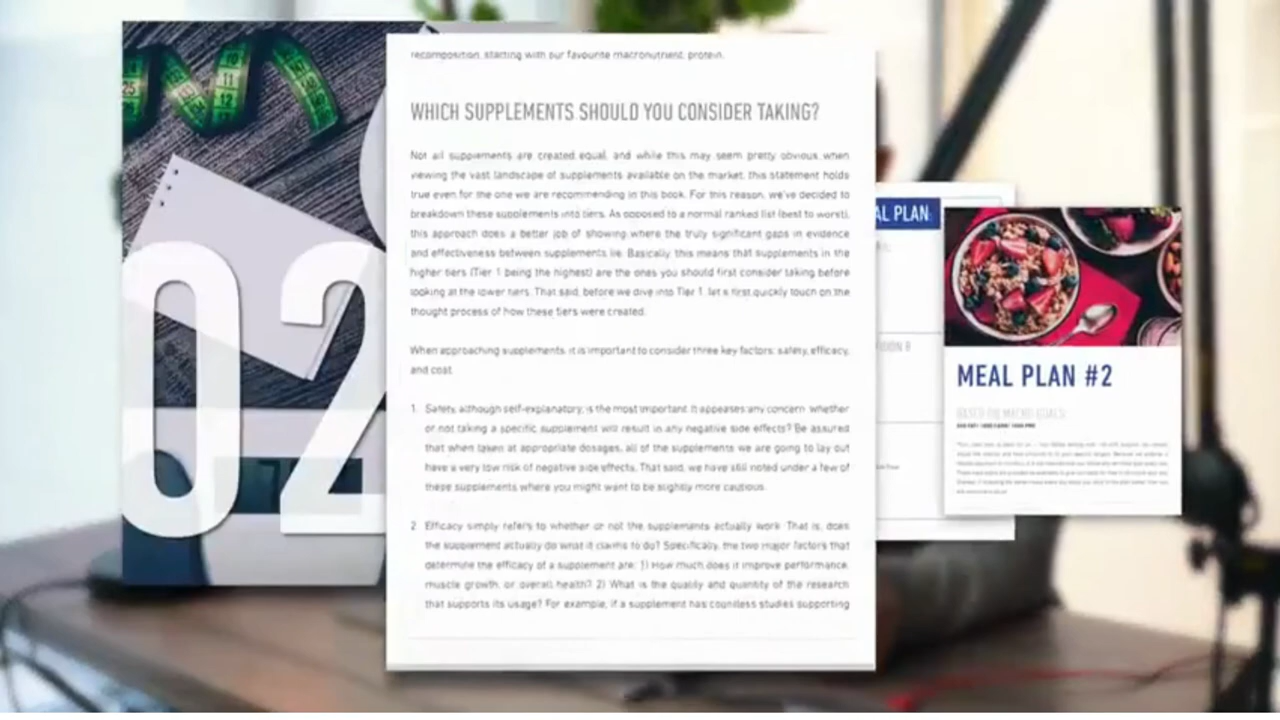 02
recomposition, starting with our favourite macronutrient, protein.
WHICH SUPPLEMENTS SHOULD YOU CONSIDER TAKING?
Not all supplements are created equal, and while this may seem pretty obvious when
viewing the vast landscape of supplements available on the market, this statement holds
true even for the one we are recommending in this book. For this reason, we've decided to
breakdown these supplements into tiers. As opposed to a normal ranked list (best to worst),
this approach does a better job of showing where the truly significant gaps in evidence
and effectiveness between supplements lie. Basically, this means that supplements in the
higher tiers (Tier 1 being the highest) are the ones you should first consider taking before
looking at the lower tiers. That said, before we dive into Tier 1, let's first quickly touch on the
thought process of how these tiers were created.
When approaching supplements, it is important to consider three key factors: safety, efficacy,
and cost.
1. Safety, although self-explanatory, is the most important. It appeases any concern whether
or not taking a specific supplement will result in any negative side effects? Be assured
that when taken at appropriate dosages, all of the supplements we are going to lay out
have a very low risk of negative side effects. That said, we have still noted under a few of
these supplements where you might want to be slightly more cautious.
2. Efficacy simply refers to whether or not the supplements actually work. That is, does
the supplement actually do what it claims to do? Specifically, the two major factors that
determine the efficacy of a supplement are: 1) How much does it improve performance,
muscle growth, or overall health? 2) What is the quality and quantity of the research
that supports its usage? For example, if a supplement has countless studies supporting
AL PLAN
MEAL PLAN #2
BASED ON MACRO GOALS: